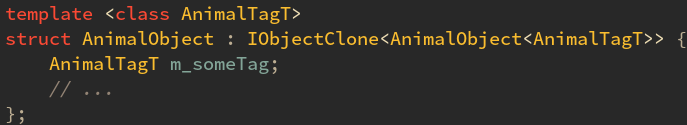 template <class AnimalTagT>
struct AnimalObject : IObjectClone<AnimalObject<AnimalTagT>> {
    AnimalTagT m_someTag;
    // ...
};